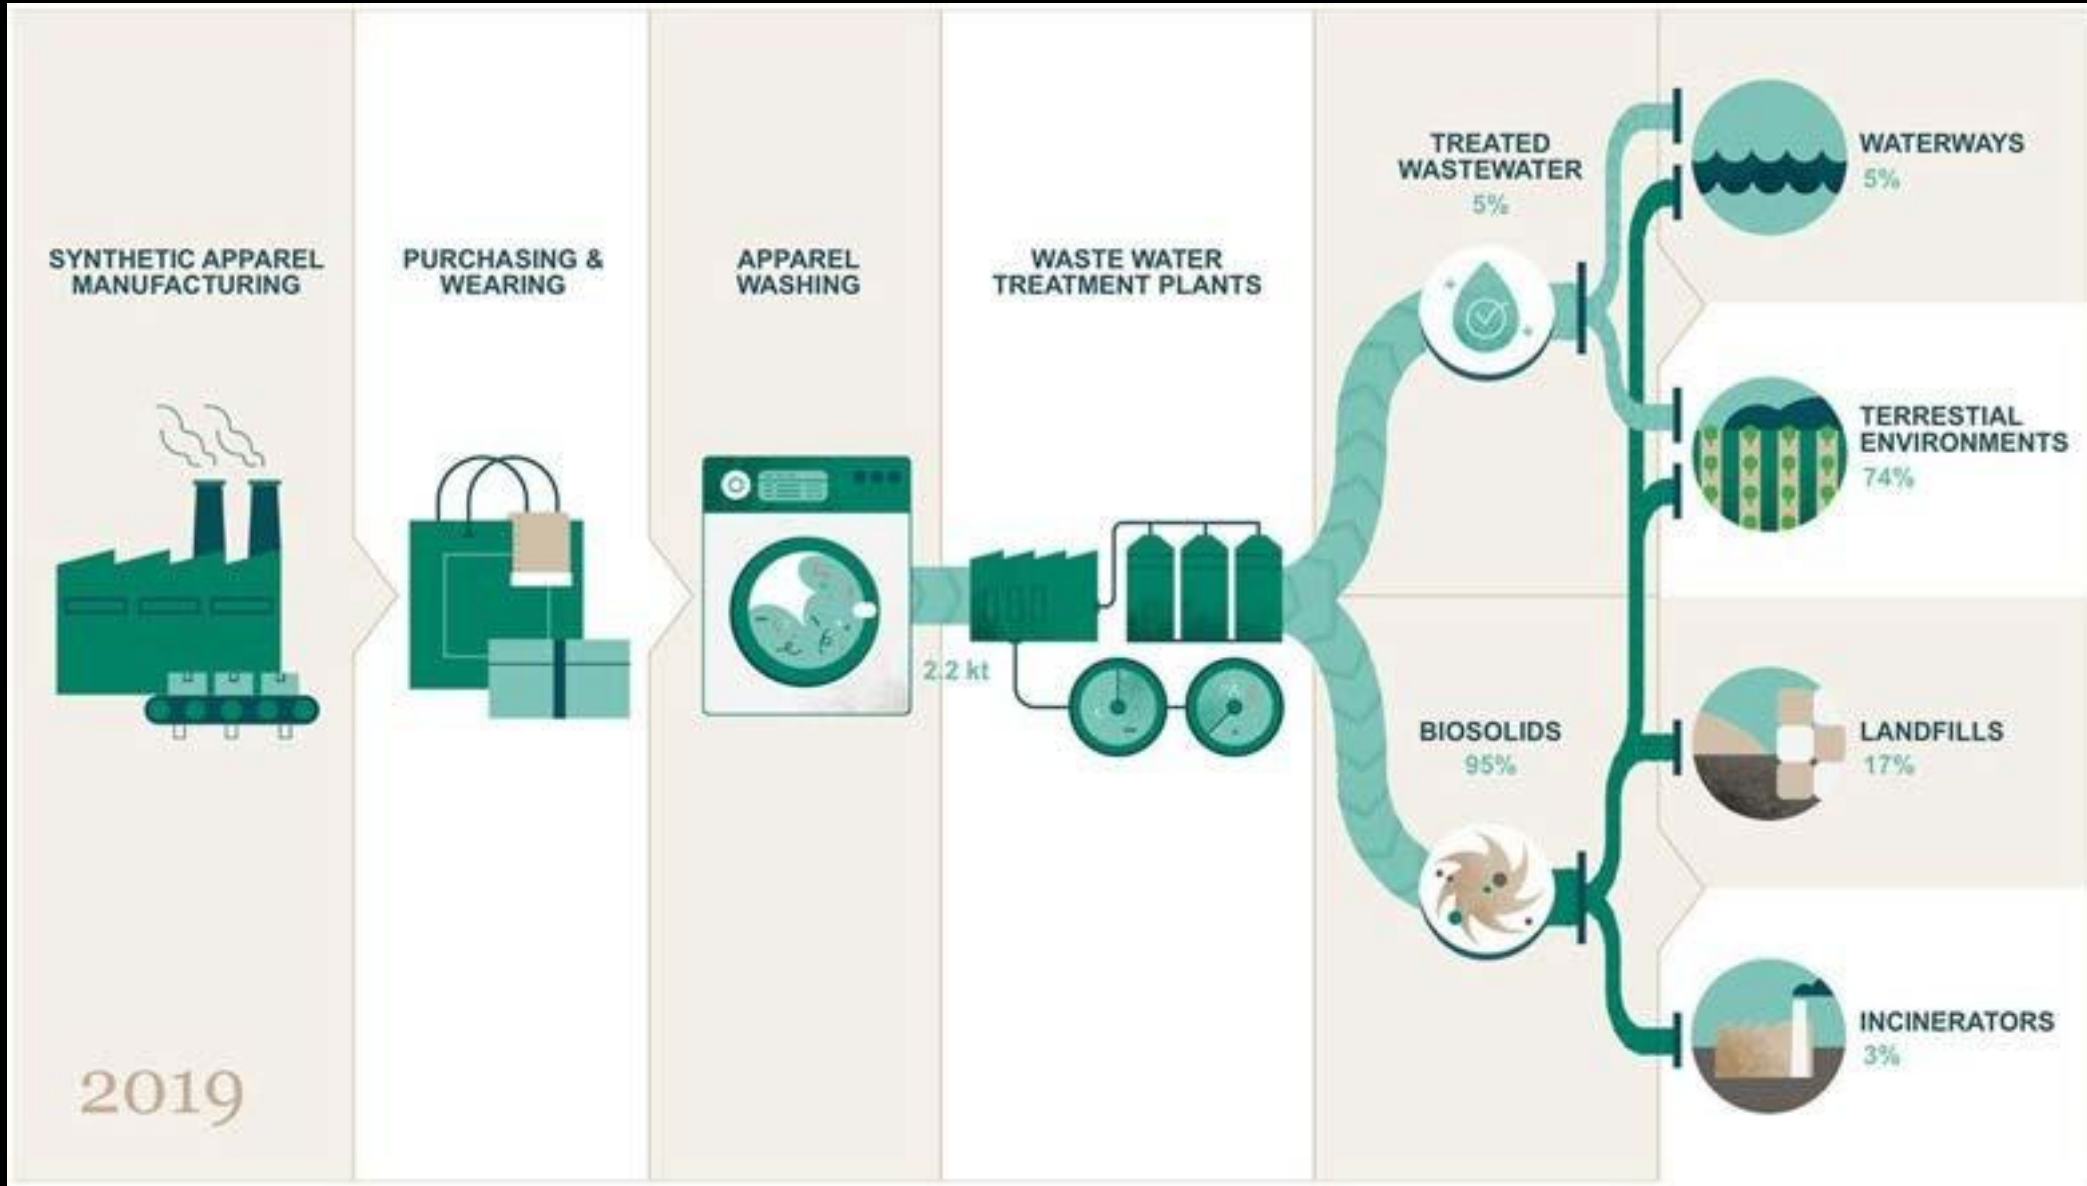 SYNTHETIC APPAREL
MANUFACTURING
PURCHASING &
WEARING
APPAREL
WASHING
WASTE WATER
TREATMENT PLANTS
2.2 kt
TREATED
WASTEWATER
5%
BIOSOLIDS
95%
WATERWAYS
5%
TERRESTIAL
ENVIRONMENTS
74%
LANDFILLS
17%
INCINERATORS
3%
2019